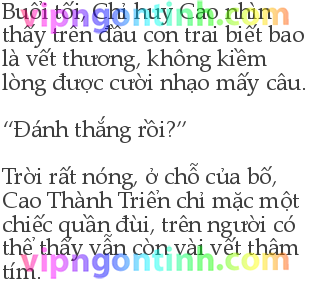 Buổi tối, Chỉ huy Cao nhìn
thấy trên đầu con trai biết bao
là vết thương, không kiềm
lòng được cười nhạo mấy câu.
“Đánh thắng rồi?”
Trời rất nóng, ở chỗ của bố,
Cao Thành Triển chỉ mặc một
chiếc quần đùi, trên người có
thể thấy vẫn còn vài vết thâm
tím.
vipngontinh.com
vipngontinh.com